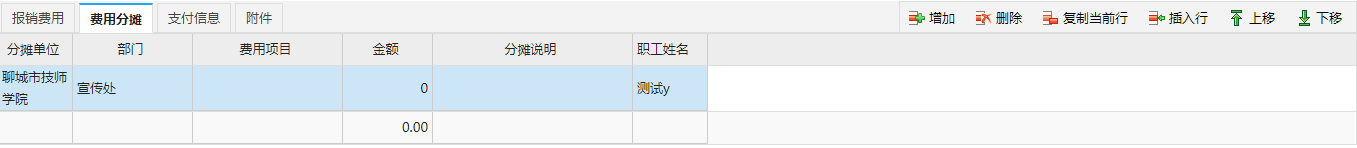 报销费用 费用分摊 支付信息 附件 增加 删除 复制当前行 插入行 上移 下移
分摊单位 部门 费用项目 金额 分摊说明 职工姓名
聊城市技师
学院 宣传处 0 测试y
0.00